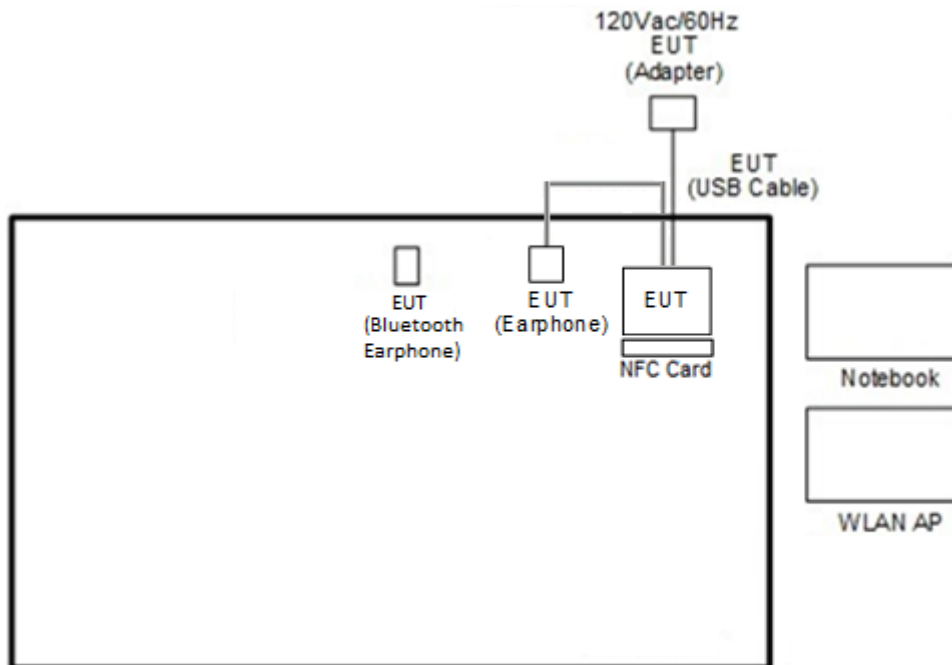 120Vac/60Hz
EUT
(Adapter)
EUT
(USB Cable)
EUT
(Bluetooth
Earphone)
EUT
(Earphone)
EUT
NFC Card
Notebook
WLAN AP